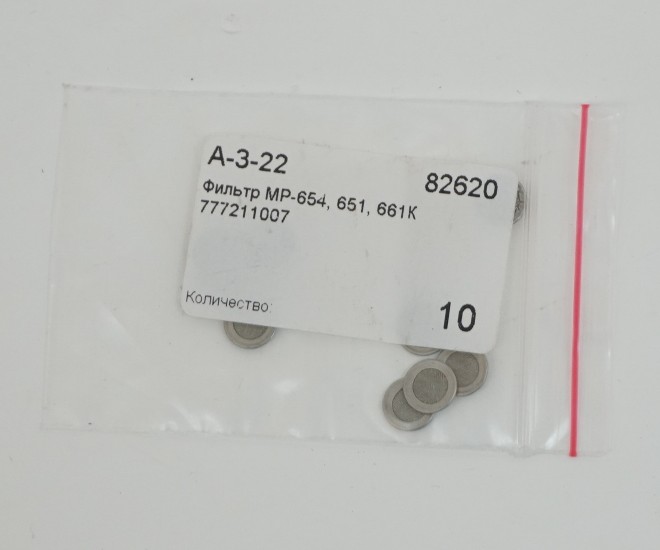 А-3-22
82620
Фильтр МР-654, 651, 661К
777211007
Количество:
10